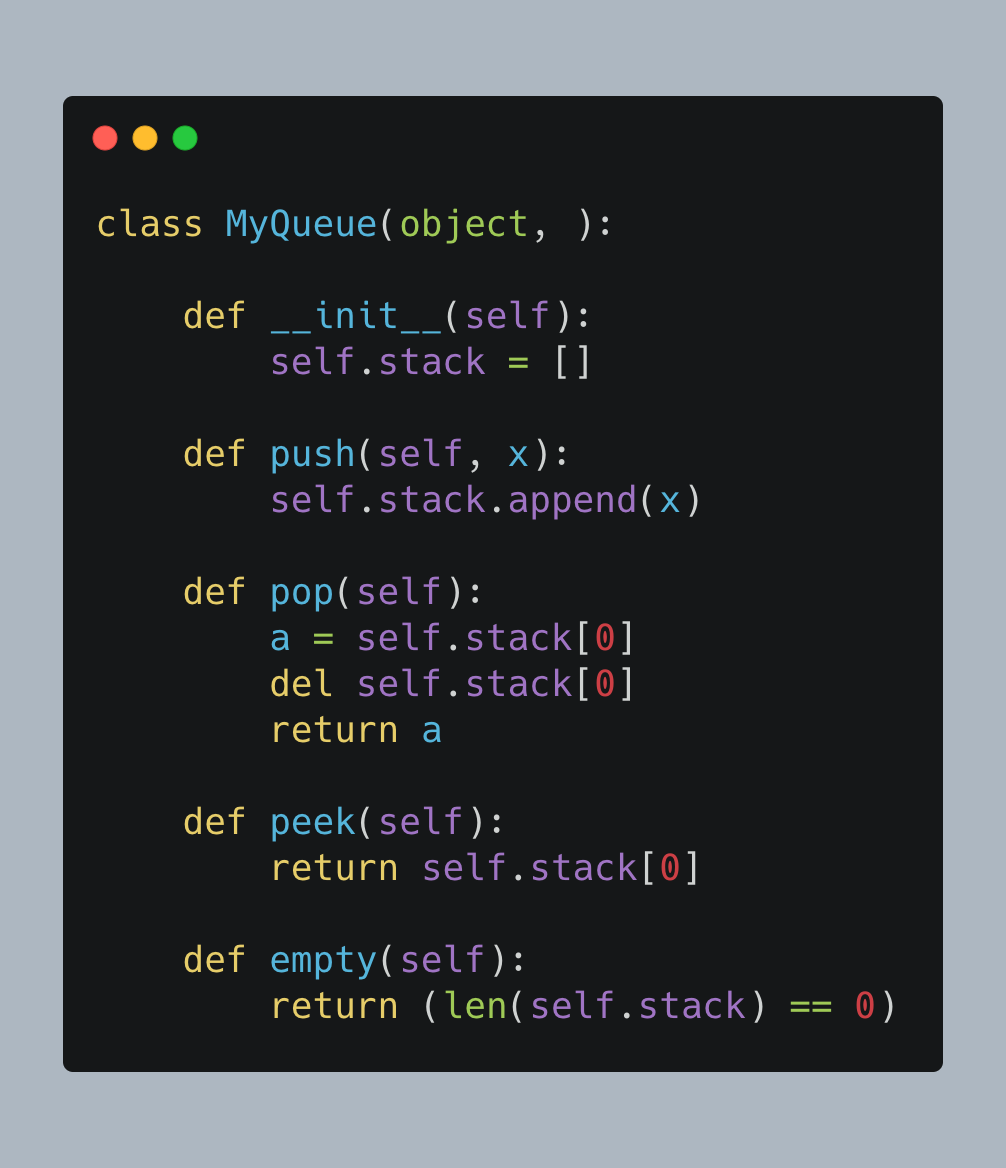 class MyQueue(object, ):
    def __init__(self):
        self.stack = []
    def push(self, x):
        self.stack.append(x)
    def pop(self):
        a = self.stack[0]
        del self.stack[0]
        return a
    def peek(self):
        return self.stack[0]
    def empty(self):
        return (len(self.stack) == 0)